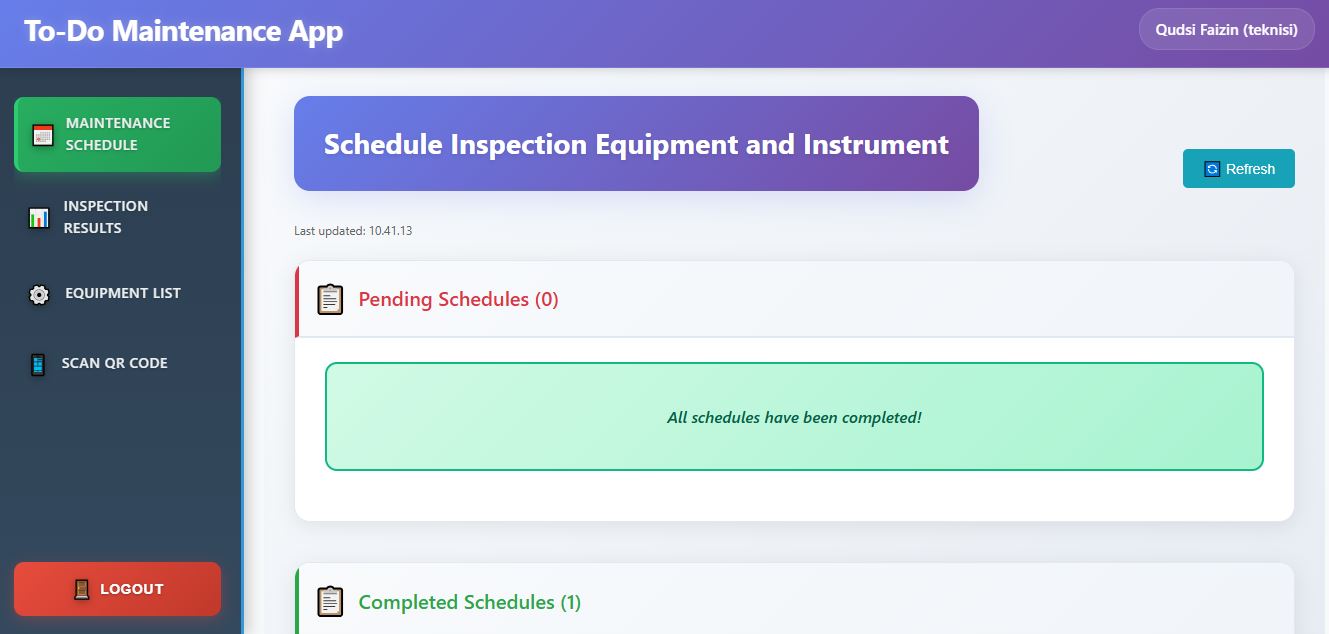 To-Do Maintenance App
Qudsi Faizin (teknisi)
MAINTENANCE
SCHEDULE
INSPECTION
RESULTS
EQUIPMENT LIST
SCAN QR CODE
LOGOUT
Schedule Inspection Equipment and Instrument
Refresh
Last updated: 10.41.13
Pending Schedules (0)
All schedules have been completed!
Completed Schedules (1)